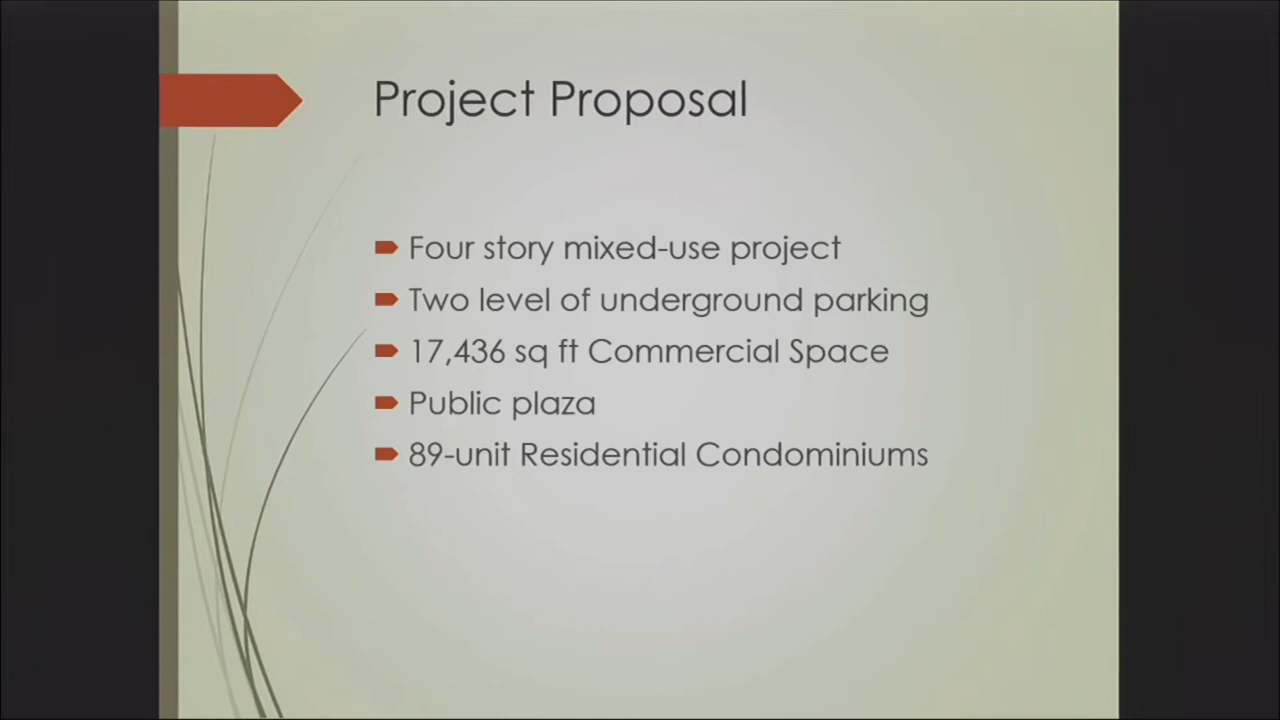 Project Proposal
Four story mixed-use project
Two level of underground parking
17,436 sq ft Commercial Space
Public plaza
89-unit Residential Condominiums